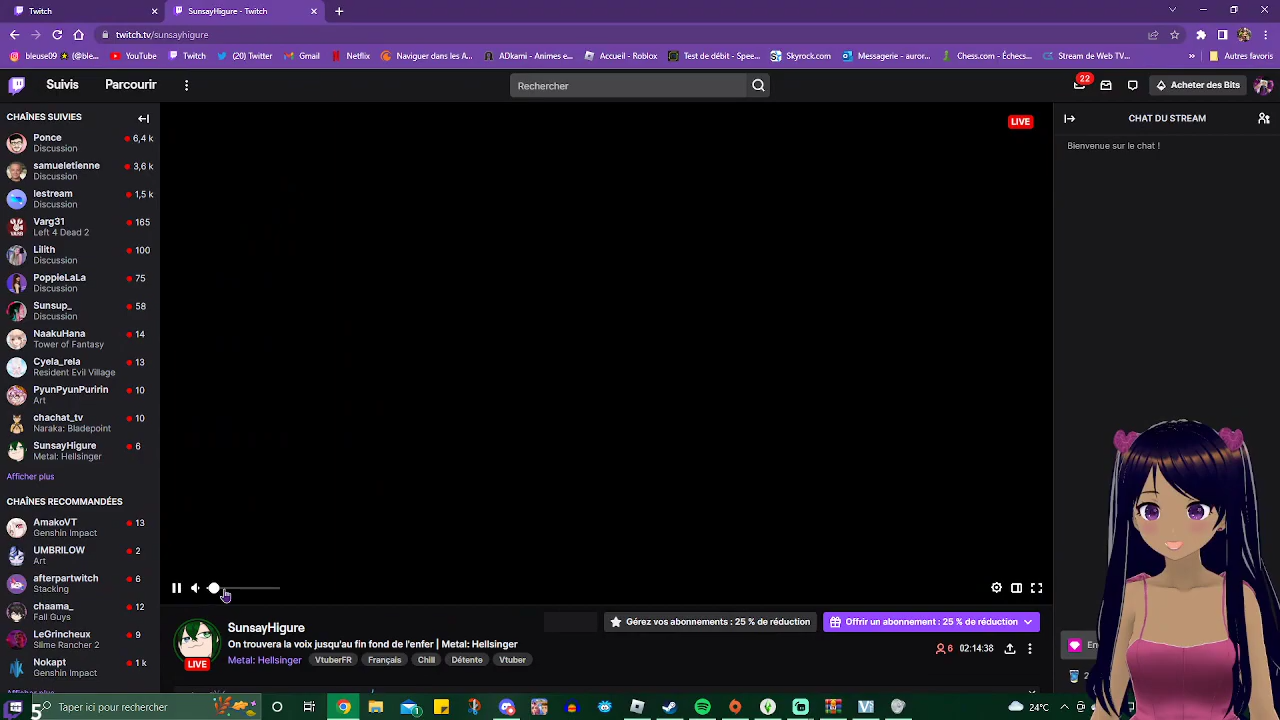 Twitch
SunsayHigure - Twitch
twitch.tv/sunsayhigure
bleuse09★(@ble...
YouTube
Twitch
(20) Twitter
Gmail
Netflix
Naviguer dans les A...
ADKami - Animes e...
Accueil - Roblox
Test de débit - Spee...
Skyrock.com
Messagerie - auror...
Chess.com - Échecs...
Stream de Web TV...
»
Autres favoris
Suivis
Parcourir
Rechercher
22
Acheter des Bits
CHAÎNES SUIVIES
Ponce
6,4 k
Discussion
samueletienne
3,6 k
Discussion
lestream
1,5 k
Discussion
Varg31
165
Left 4 Dead 2
Lilith
100
Discussion
PoppieLaLa
75
Discussion
Sunsup_
58
Discussion
NaakuHana
14
Tower of Fantasy
Cyela_rela
13
Resident Evil Village
PyunPyunPuririn
10
Art
chachat_tv
10
Naraka: Bladepoint
SunsayHigure
6
Metal: Hellsinger
Afficher plus
CHAÎNES RECOMMANDÉES
AmakoVT
13
Genshin Impact
UMBRILOW
2
Art
afterpartwitch
6
Stacking
chaama_
12
Fall Guys
LeGrincheux
9
Slime Rancher 2
Nokapt
1 k
Genshin Impact
Afficher plus
LIVE
CHAT DU STREAM
Bienvenue sur le chat !
LIVE
SunsayHigure
On trouvera la voix jusqu'au fin fond de l'enfer | Metal: Hellsinger
Metal: Hellsinger
VtuberFR
Français
Chill
Détente
Vtuber
Gérez vos abonnements : 25 % de réduction
Offrir un abonnement : 25 % de réduction
6
02:14:38
5
Taper ici pour rechercher
24°C